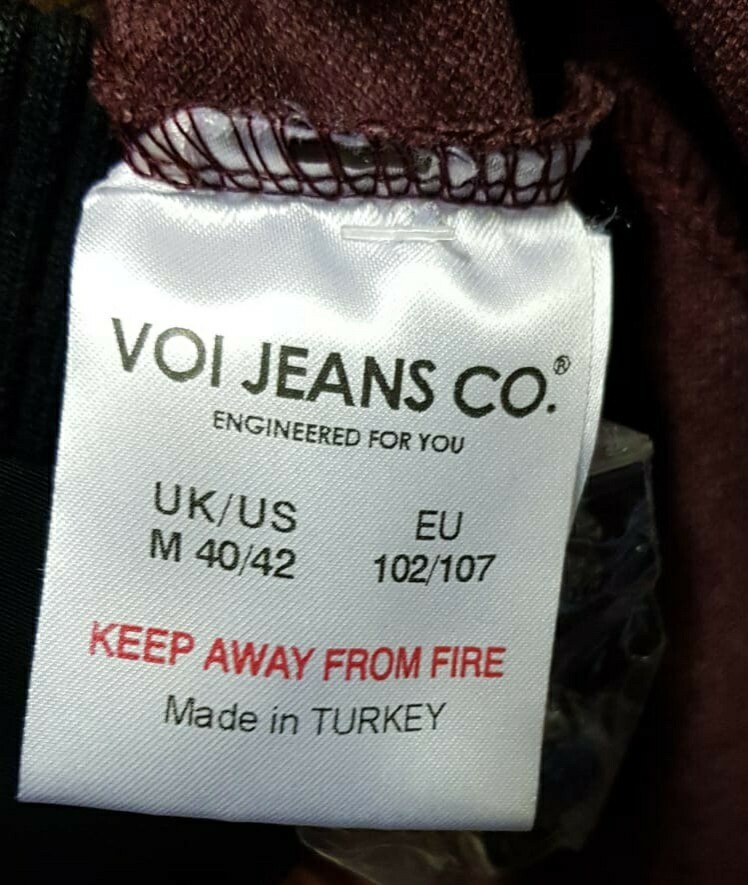 VOI JEANS CO.®
ENGINEERED FOR YOU
UK/US EU
M 40/42 102/107
KEEP AWAY FROM FIRE
Made in TURKEY